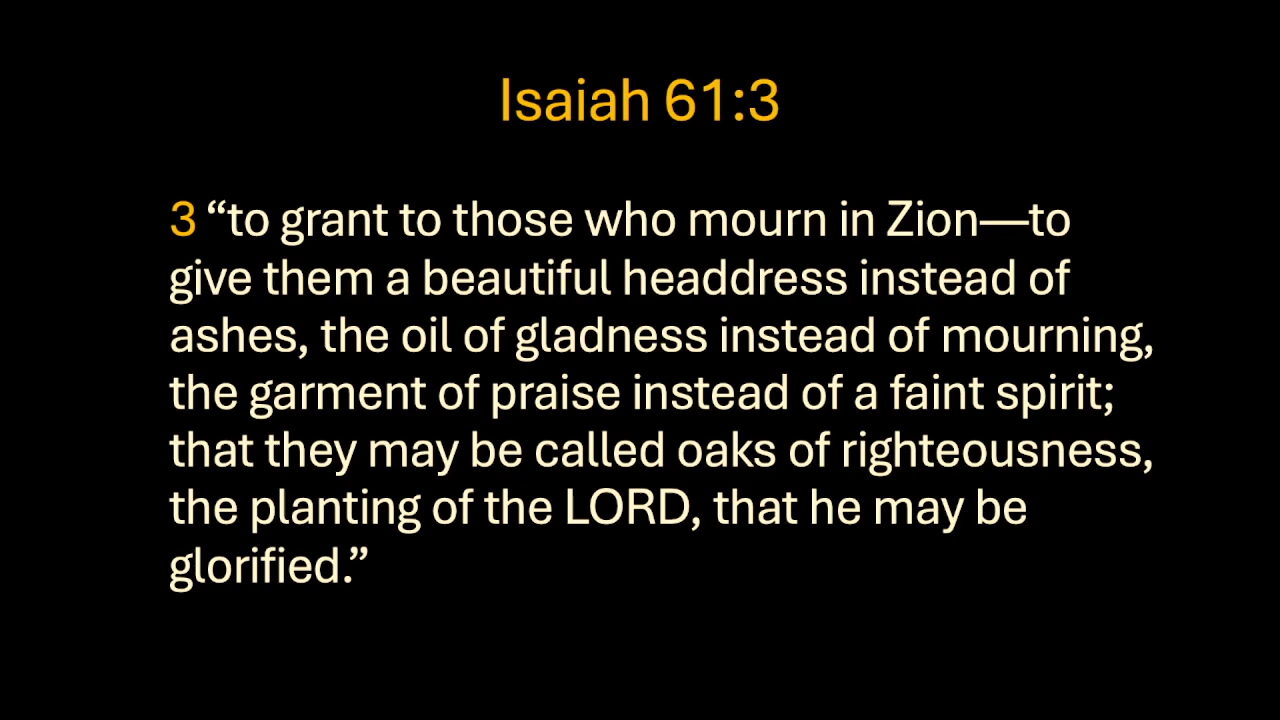 Isaiah 61:3
3 “to grant to those who mourn in Zion—to
give them a beautiful headdress instead of
ashes, the oil of gladness instead of mourning,
the garment of praise instead of a faint spirit;
that they may be called oaks of righteousness,
the planting of the LORD, that he may be
glorified.”